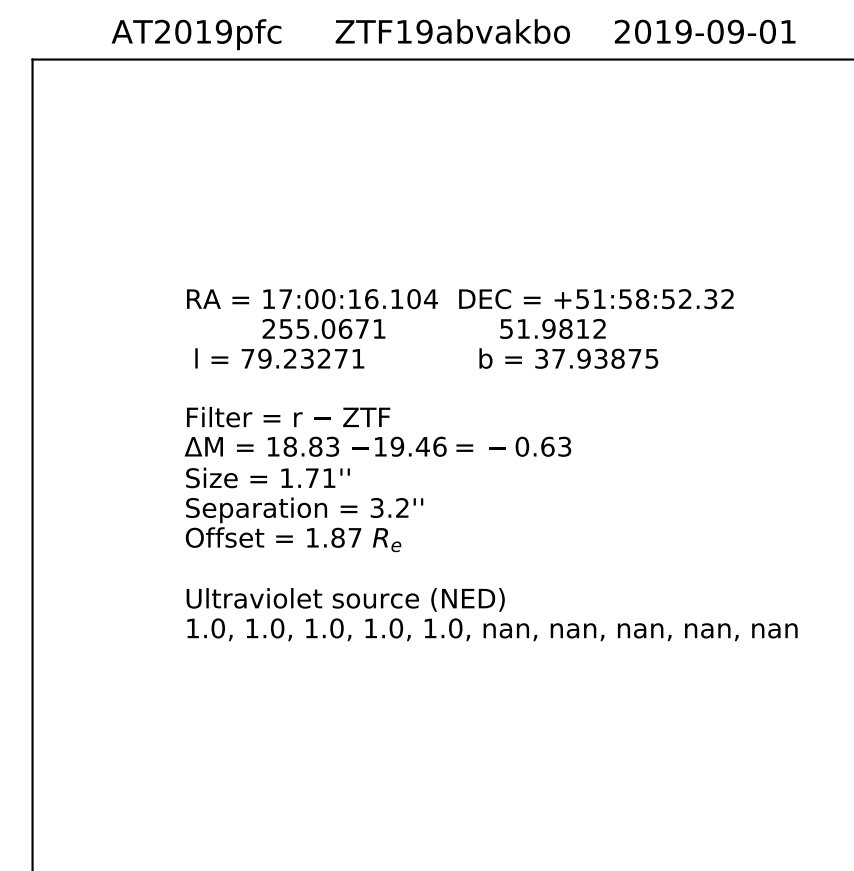 AT2019pfc ZTF19abvakbo 2019-09-01
RA = 17:00:16.104 DEC = +51:58:52.32
255.0671 51.9812
l = 79.23271 b = 37.93875
Filter = r − ZTF
ΔM = 18.83 −19.46 = − 0.63
Size = 1.71''
Separation = 3.2''
Offset = 1.87 Rₑ
Ultraviolet source (NED)
1.0, 1.0, 1.0, 1.0, 1.0, nan, nan, nan, nan, nan